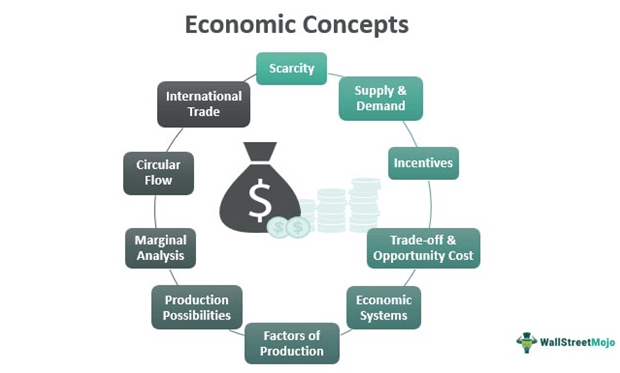 Economic Concepts
Scarcity
Supply &
Demand
Incentives
Trade-off &
Opportunity Cost
Economic
Systems
Factors of
Production
Production
Possibilities
Marginal
Analysis
Circular
Flow
International
Trade
$
$ $
WallStreetMojo